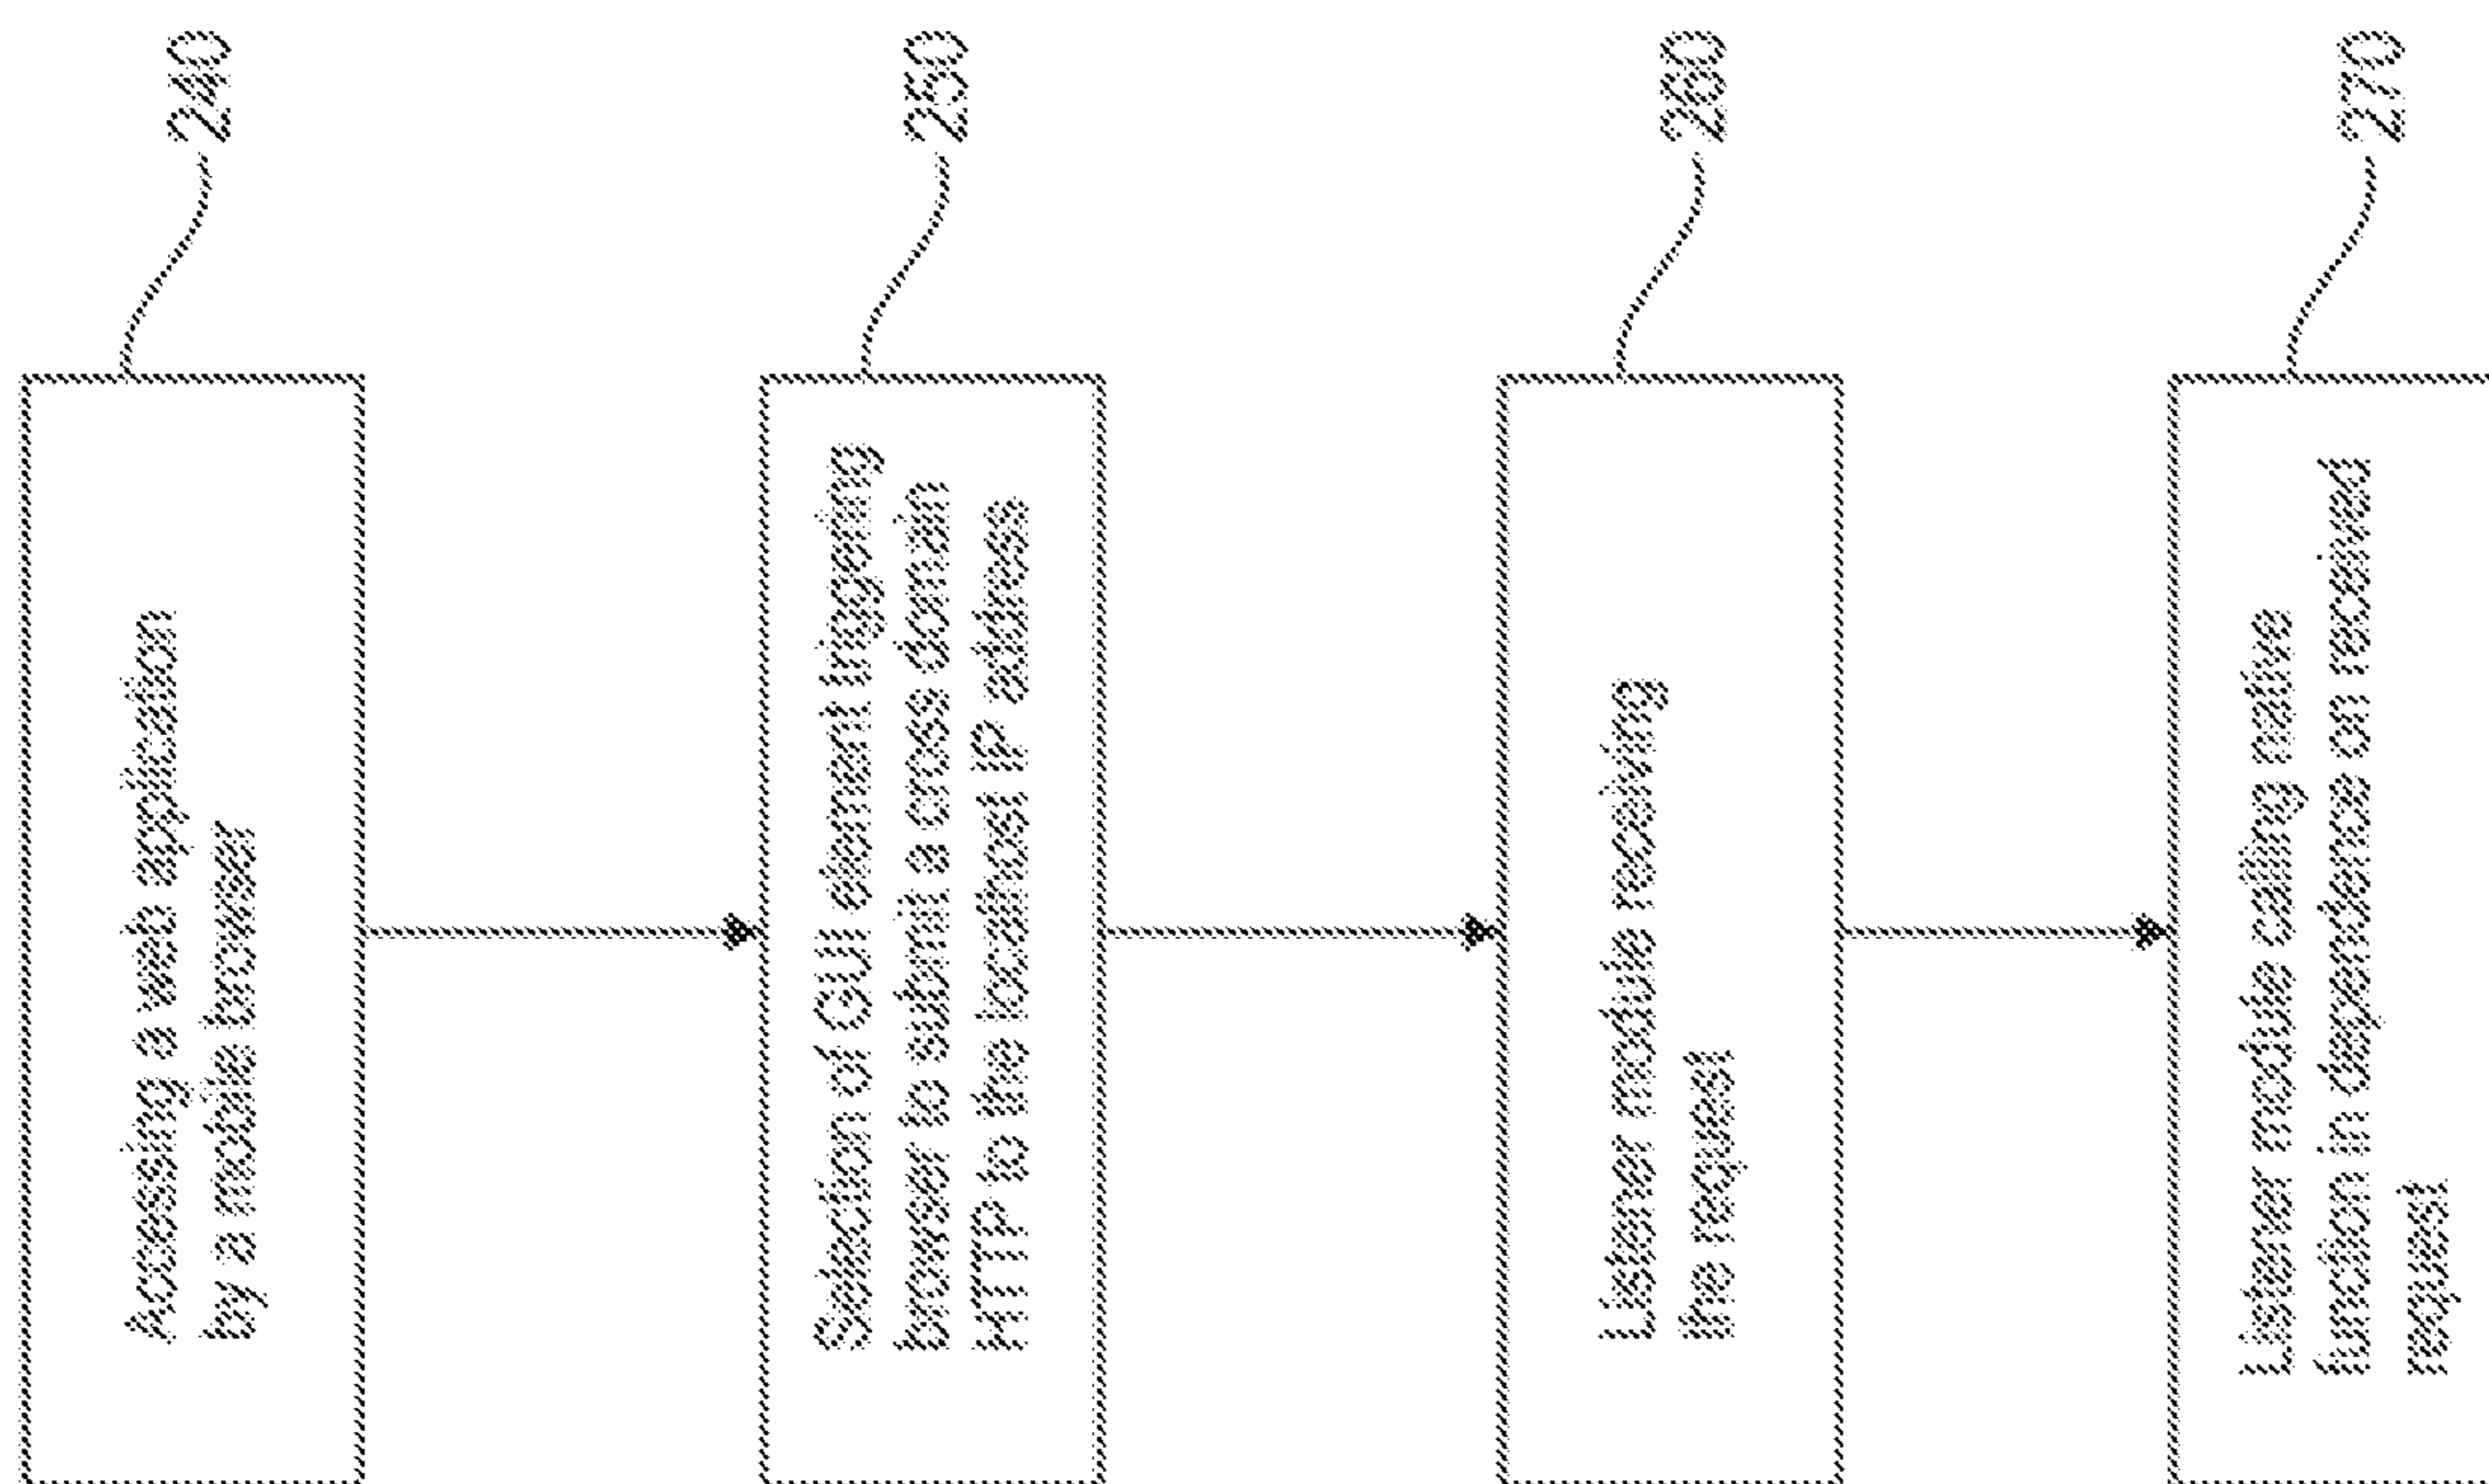 Accessing a web application
by a mobile browser
240
Selection of GUI element triggering
browser to submit a cross domain
HTTP to the localhost IP address
250
Listener module receiving
the request
260
Listener module calling native
function in dependence on received
request
270